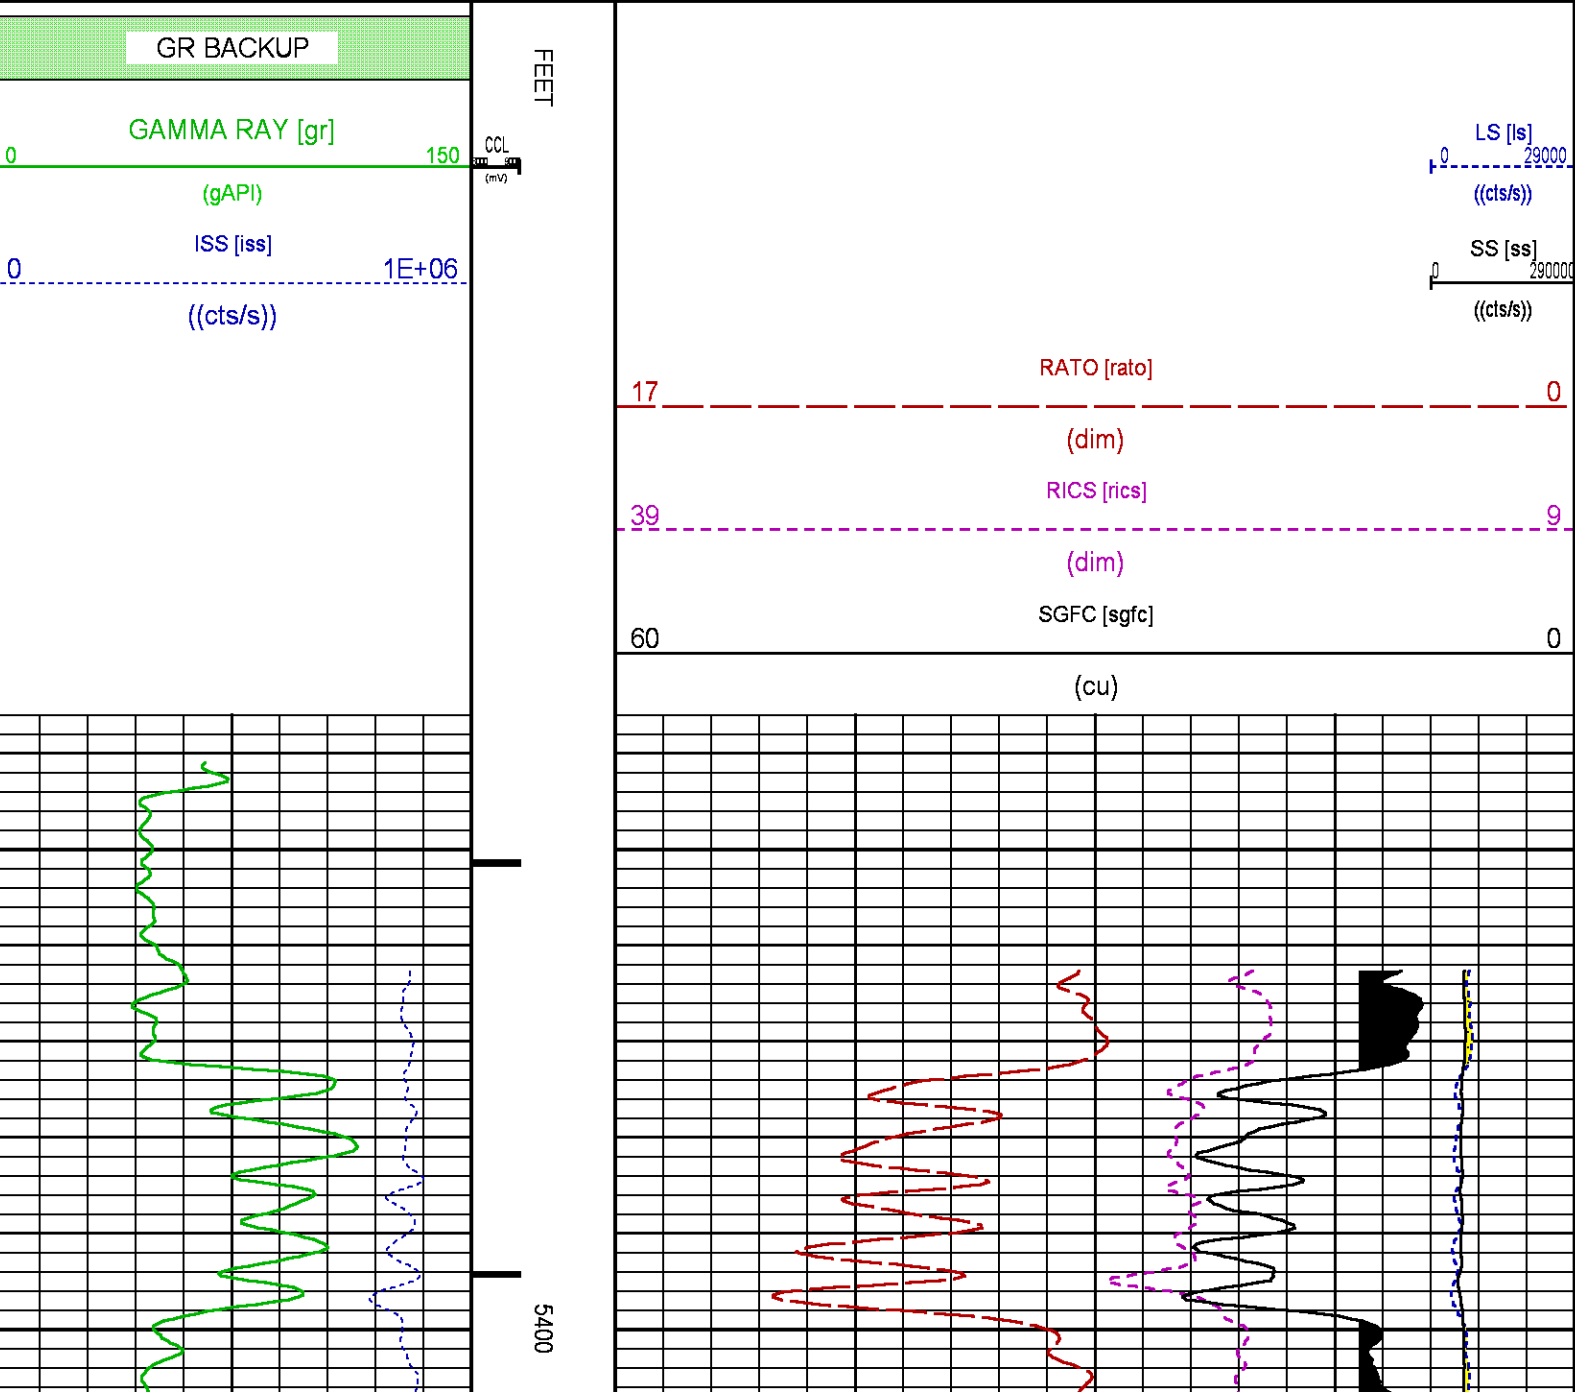 GR BACKUP
GAMMA RAY [gr]
0 150
(gAPI)
ISS [iss]
0 1E+06
((cts/s))
FEET
CCL
(mV)
LS [ls]
0 29000
((cts/s))
SS [ss]
0 290000
((cts/s))
RATO [rato]
17 0
(dim)
RICS [rics]
39 9
(dim)
SGFC [sgfc]
60 0
(cu)
5400